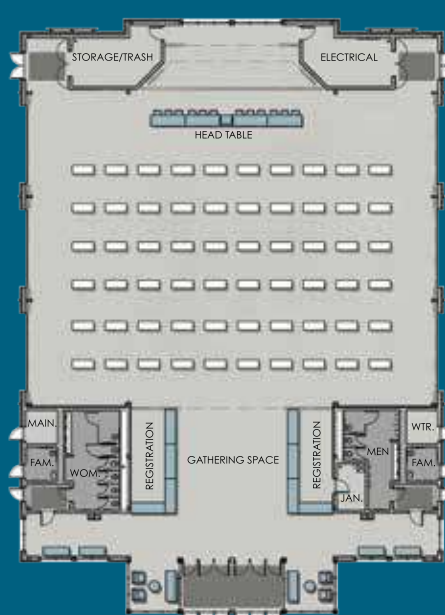 STORAGE/TRASH
ELECTRICAL
HEAD TABLE
MAIN.
WTR.
REGISTRATION
REGISTRATION
MEN
GATHERING SPACE
FAM.
WOM.
FAM.
JAN.